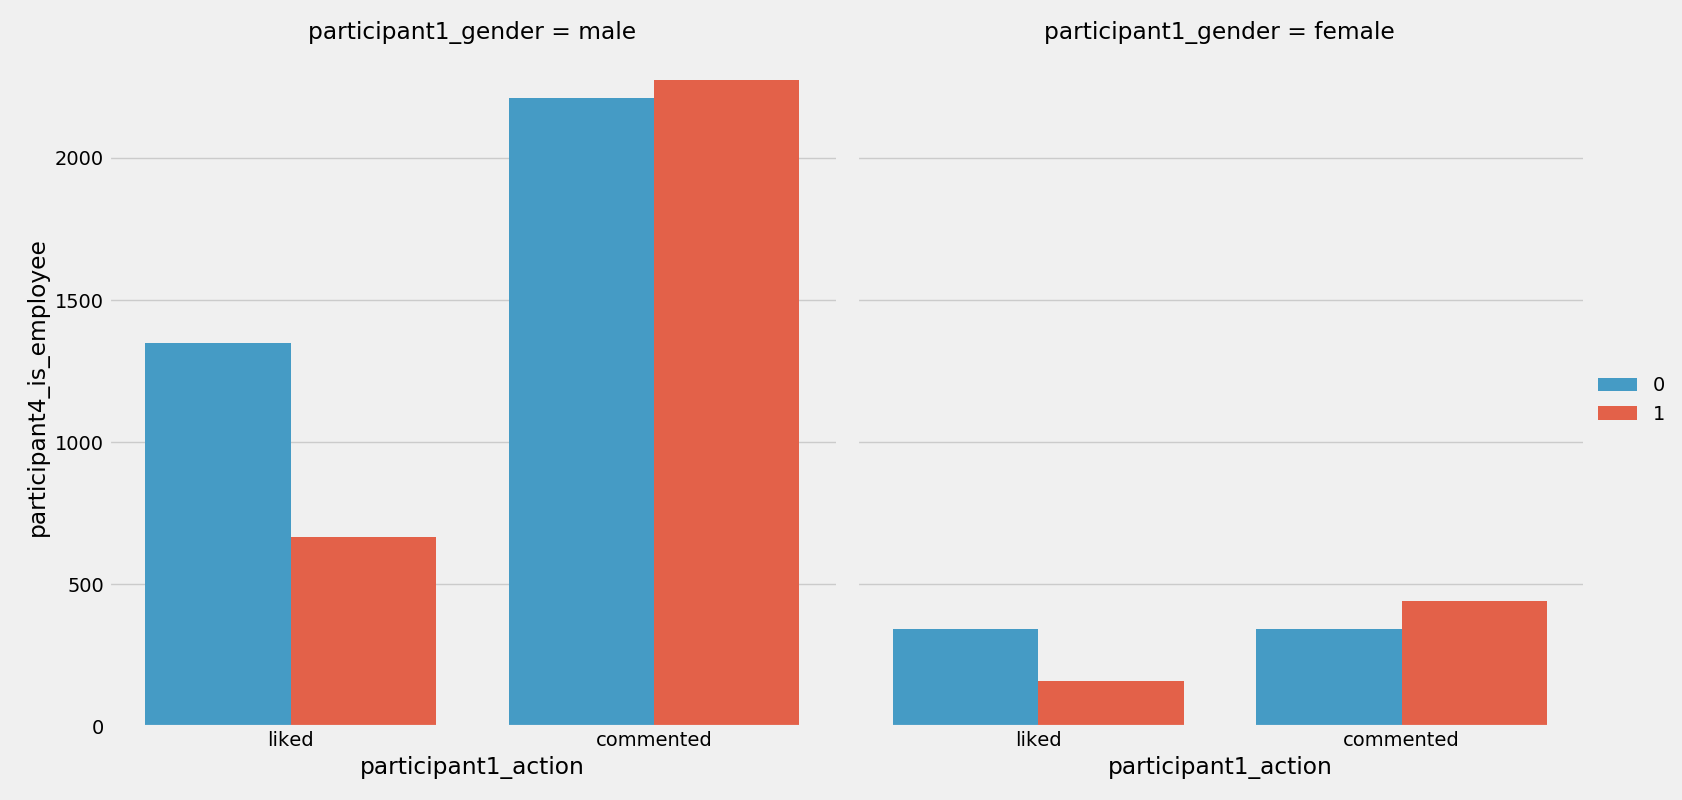 participant1_gender = male
participant1_gender = female
participant4_is_employee
2000
1500
1000
500
0
liked
commented
liked
commented
participant1_action
participant1_action
0
1